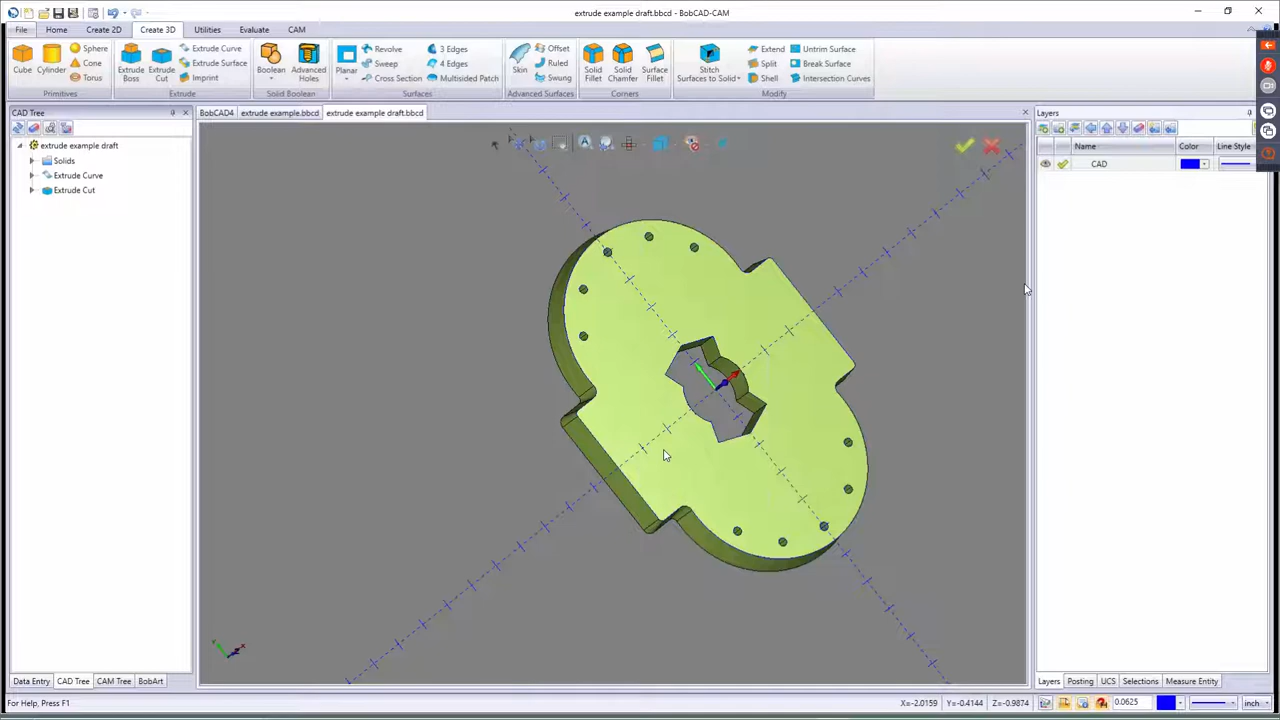 extrude example draft.bbcd - BobCAD-CAM
File Home Create 2D Create 3D Utilities Evaluate CAM
Cube Cylinder Sphere Cone Torus
Primitives
Extrude Boss Extrude Cut Extrude Curve Extrude Surface Imprint
Extrude
Boolean Advanced Holes
Solid Boolean
Planar Revolve Sweep Cross Section 3 Edges 4 Edges Multisided Patch
Surfaces
Skin Offset Ruled Swung
Advanced Surfaces
Solid Fillet Solid Chamfer Surface Fillet
Corners
Stitch Surfaces to Solid Extend Split Shell Untrim Surface Break Surface Intersection Curves
Modify
CAD Tree
BobCAD4 extrude example.bbcd extrude example draft.bbcd
Layers
extrude example draft
Solids
Extrude Curve
Extrude Cut
Name Color Line Style
CAD
Data Entry CAD Tree CAM Tree BobArt
Layers Posting UCS Selections Measure Entity
For Help, Press F1
X=-2.0159 Y=-0.4144 Z=-0.9874 0.0625 inch